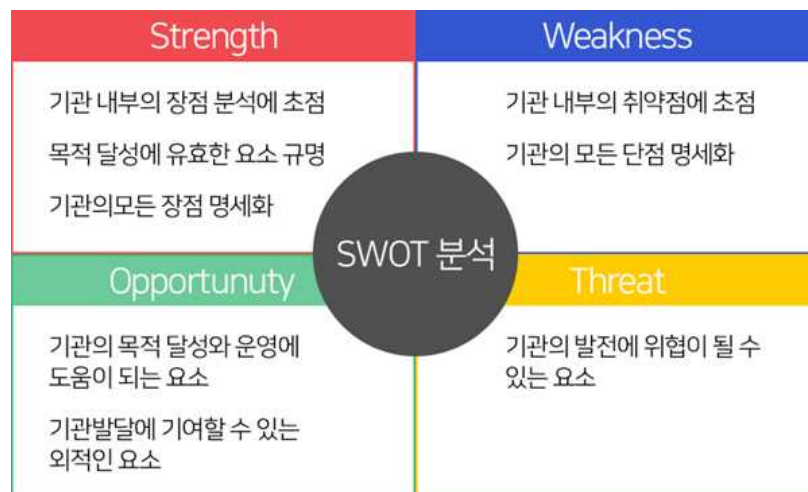 Strength
기관 내부의 장점 분석에 초점
목적 달성에 유효한 요소 규명
기관의모든 장점 명세화
Weakness
기관 내부의 취약점에 초점
기관의 모든 단점 명세화
SWOT 분석
Opportunuty
기관의 목적 달성와 운영에
도움이 되는 요소
기관발달에 기여할 수 있는
외적인 요소
Threat
기관의 발전에 위협이 될 수
있는 요소